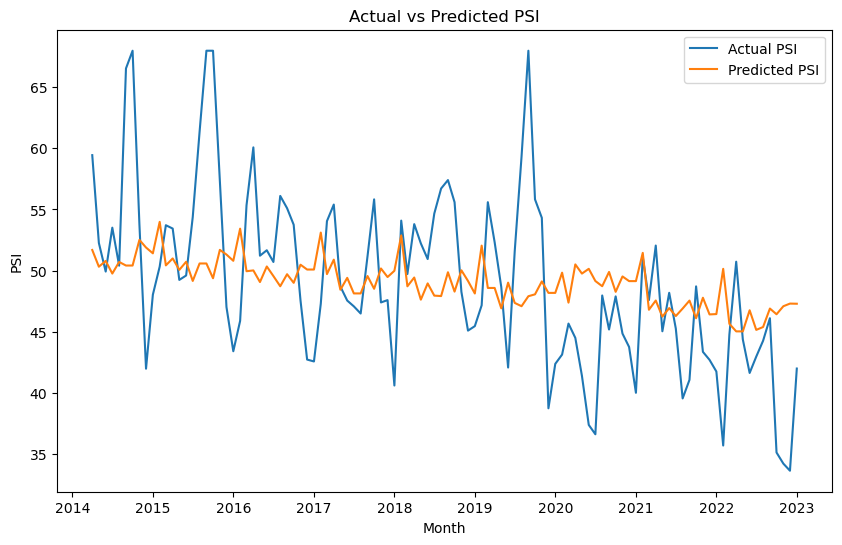 Actual vs Predicted PSI
Actual PSI
Predicted PSI
65
60
55
50
45
40
35
PSI
2014 2015 2016 2017 2018 2019 2020 2021 2022 2023
Month